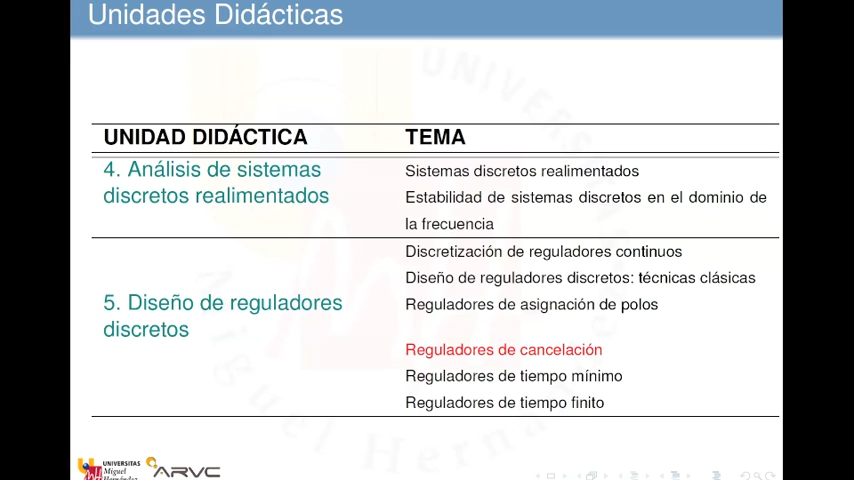 Unidades Didácticas
UNIDAD DIDÁCTICA TEMA
4. Análisis de sistemas
discretos realimentados
Sistemas discretos realimentados
Estabilidad de sistemas discretos en el dominio de
la frecuencia
5. Diseño de reguladores
discretos
Discretización de reguladores continuos
Diseño de reguladores discretos: técnicas clásicas
Reguladores de asignación de polos
Reguladores de cancelación
Reguladores de tiempo mínimo
Reguladores de tiempo finito
UNIVERSITAS
Miguel
Hernández
ARVC